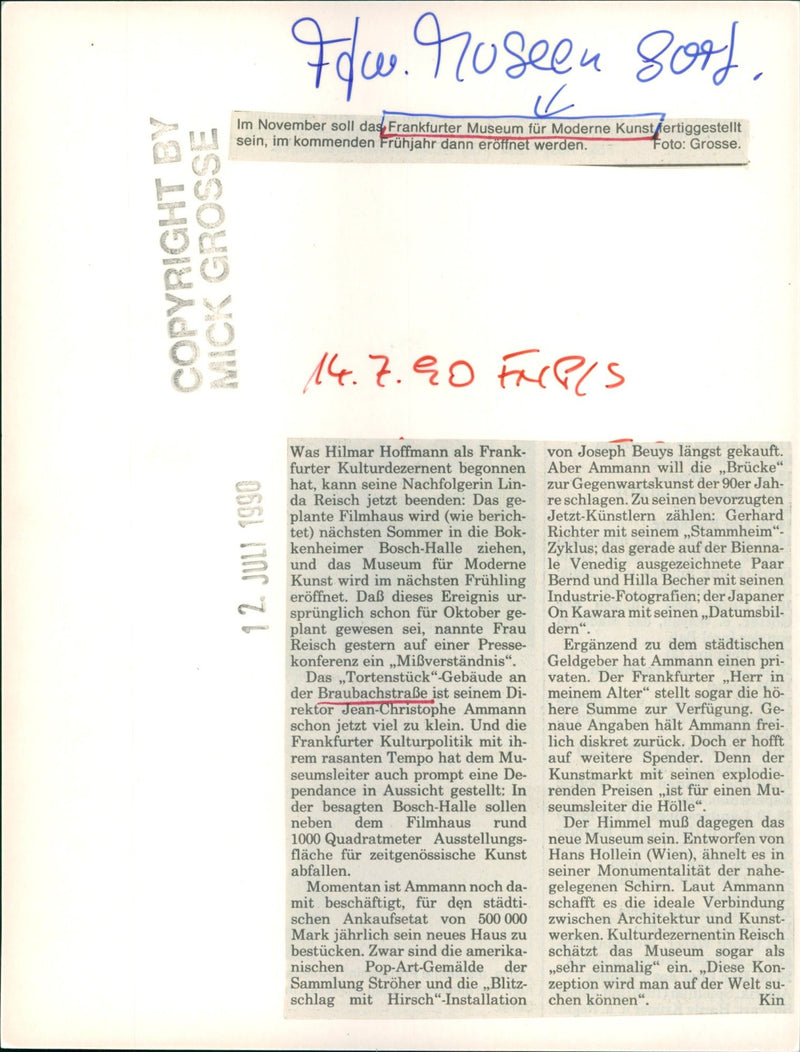 Ffm. Museen
Im November soll das Frankfurter Museum für Moderne Kunst fertiggestellt
sein, im kommenden Frühjahr dann eröffnet werden. Foto: Grosse.
COPYRIGHT BY
MICK GROSSE
14.7.90 FNP/S
12. JULI 1990
Was Hilmar Hoffmann als Frank-
furter Kulturdezernent begonnen
hat, kann seine Nachfolgerin Lin-
da Reisch jetzt beenden: Das ge-
plante Filmhaus wird (wie berich-
tet) nächsten Sommer in die Bok-
kenheimer Bosch-Halle ziehen,
und das Museum für Moderne
Kunst wird im nächsten Frühling
eröffnet. Daß dieses Ereignis ur-
sprünglich schon für Oktober ge-
plant gewesen sei, nannte Frau
Reisch gestern auf einer Presse-
konferenz ein „Mißverständnis“.
Das „Tortenstück“-Gebäude an
der Braubachstraße ist seinem Di-
rektor Jean-Christophe Ammann
schon jetzt viel zu klein. Und die
Frankfurter Kulturpolitik mit ih-
rem rasanten Tempo hat dem Mu-
seumsleiter auch prompt eine De-
pendance in Aussicht gestellt: In
der besagten Bosch-Halle sollen
neben dem Filmhaus rund
1000 Quadratmeter Ausstellungs-
fläche für zeitgenössische Kunst
abfallen.
Momentan ist Ammann noch da-
mit beschäftigt, für den städti-
schen Ankaufsetat von 500 000
Mark jährlich sein neues Haus zu
bestücken. Zwar sind die amerika-
nischen Pop-Art-Gemälde der
Sammlung Ströher und die „Blitz-
schlag mit Hirsch“-Installation
von Joseph Beuys längst gekauft.
Aber Ammann will die „Brücke“
zur Gegenwartskunst der 90er Jah-
re schlagen. Zu seinen bevorzugten
Jetzt-Künstlern zählen: Gerhard
Richter mit seinem „Stammheim“-
Zyklus; das gerade auf der Bienna-
le Venedig ausgezeichnete Paar
Bernd und Hilla Becher mit seinen
Industrie-Fotografien; der Japaner
On Kawara mit seinen „Datumsbil-
dern“.
Ergänzend zu dem städtischen
Geldgeber hat Ammann einen pri-
vaten. Der Frankfurter „Herr in
meinem Alter“ stellt sogar die hö-
here Summe zur Verfügung. Ge-
naue Angaben hält Ammann frei-
lich diskret zurück. Doch er hofft
auf weitere Spender. Denn der
Kunstmarkt mit seinen explodie-
renden Preisen „ist für einen Mu-
seumsleiter die Hölle“.
Der Himmel muß dagegen das
neue Museum sein. Entworfen von
Hans Hollein (Wien), ähnelt es in
seiner Monumentalität der nahe-
gelegenen Schirn. Laut Ammann
schafft es die ideale Verbindung
zwischen Architektur und Kunst-
werken. Kulturdezernentin Reisch
schätzt das Museum sogar als
„sehr einmalig“ ein. „Diese Kon-
zeption wird man auf der Welt su-
chen können“. Kin